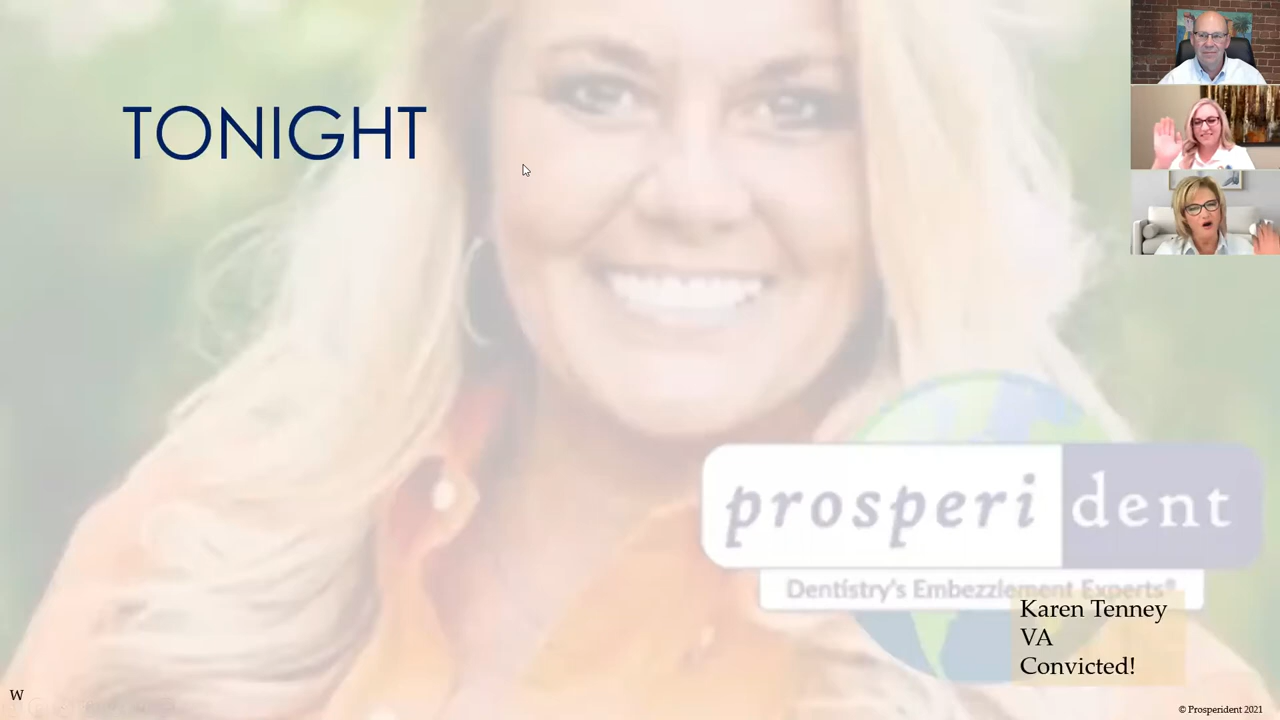 TONIGHT
prosperi dent
Dentistry's Embezzlement Experts®
Karen Tenney
VA
Convicted!
W
© Prosperident 2021